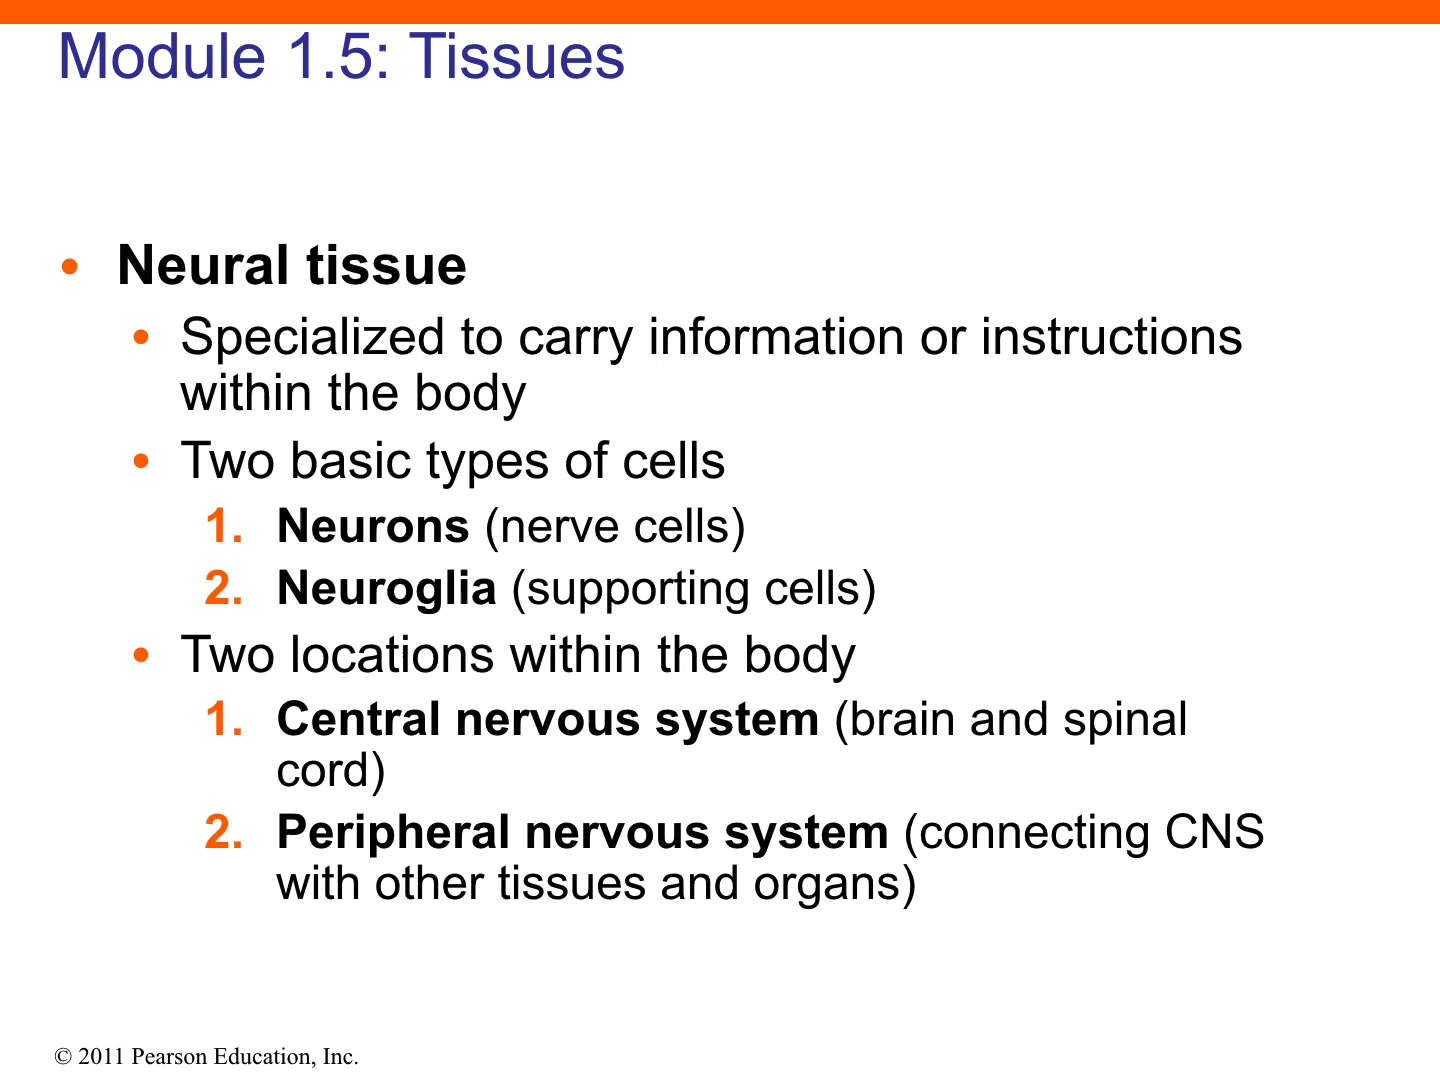 Module 1.5: Tissues
• Neural tissue
• Specialized to carry information or instructions
within the body
• Two basic types of cells
1. Neurons (nerve cells)
2. Neuroglia (supporting cells)
• Two locations within the body
1. Central nervous system (brain and spinal
cord)
2. Peripheral nervous system (connecting CNS
with other tissues and organs)
© 2011 Pearson Education, Inc.